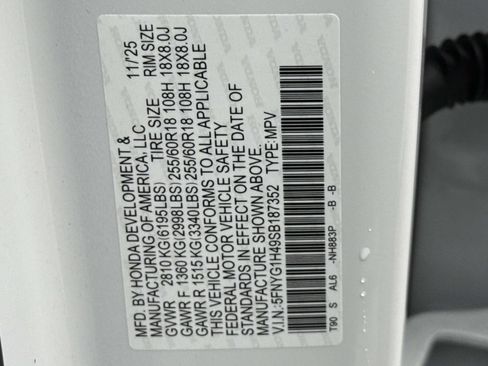 MFD. BY HONDA DEVELOPMENT & 11/25
MANUFACTURING OF AMERICA, LLC
TIRE SIZE RIM SIZE
GVWR 2810 KG(6195LBS)
GAWR F 1360 KG(2998LBS) 255/60R18 108H 18X8.0J
GAWR R 1515 KG(3340LBS) 255/60R18 108H 18X8.0J
THIS VEHICLE CONFORMS TO ALL APPLICABLE
FEDERAL MOTOR VEHICLE SAFETY
STANDARDS IN EFFECT ON THE DATE OF
MANUFACTURE SHOWN ABOVE.
V.I.N.:5FNYG1H49SB187352 TYPE:MPV
T90 S AL6 -NH883P -B -B